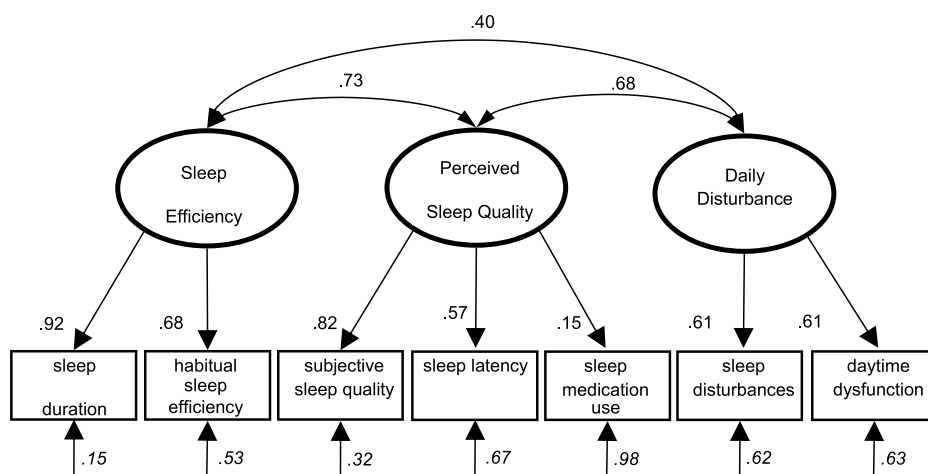 .40
.73
.68
Sleep
Efficiency
Perceived
Sleep Quality
Daily
Disturbance
.92
.68
.82
.57
.15
.61
.61
sleep
duration
habitual
sleep
efficiency
subjective
sleep quality
sleep latency
sleep
medication
use
sleep
disturbances
daytime
dysfunction
.15
.53
.32
.67
.98
.62
.63